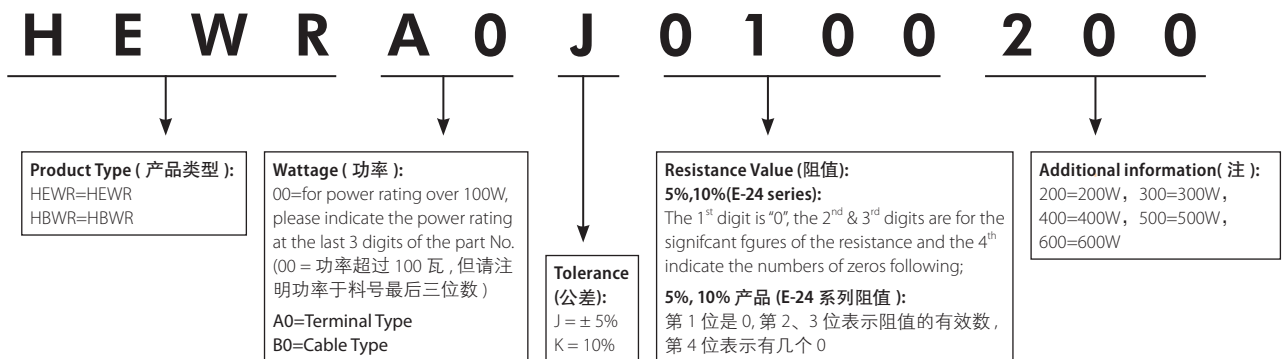 H E W R A 0 J 0 1 0 0 2 0 0
Product Type ( 产品类型 ):
HEWR=HEWR
HBWR=HBWR
Wattage ( 功率 ):
00=for power rating over 100W,
please indicate the power rating
at the last 3 digits of the part No.
(00 = 功率超过 100 瓦 , 但请注
明功率于料号最后三位数 )
A0=Terminal Type
B0=Cable Type
Tolerance
(公差):
J = ± 5%
K = 10%
Resistance Value (阻值):
5%,10%(E-24 series):
The 1st digit is "0", the 2nd & 3rd digits are for the
signifcant fgures of the resistance and the 4th
indicate the numbers of zeros following;
5%, 10% 产品 (E-24 系列阻值 ):
第 1 位是 0, 第 2、3 位表示阻值的有效数 ,
第 4 位表示有几个 0
Additional information( 注 ):
200=200W，300=300W，
400=400W，500=500W，
600=600W